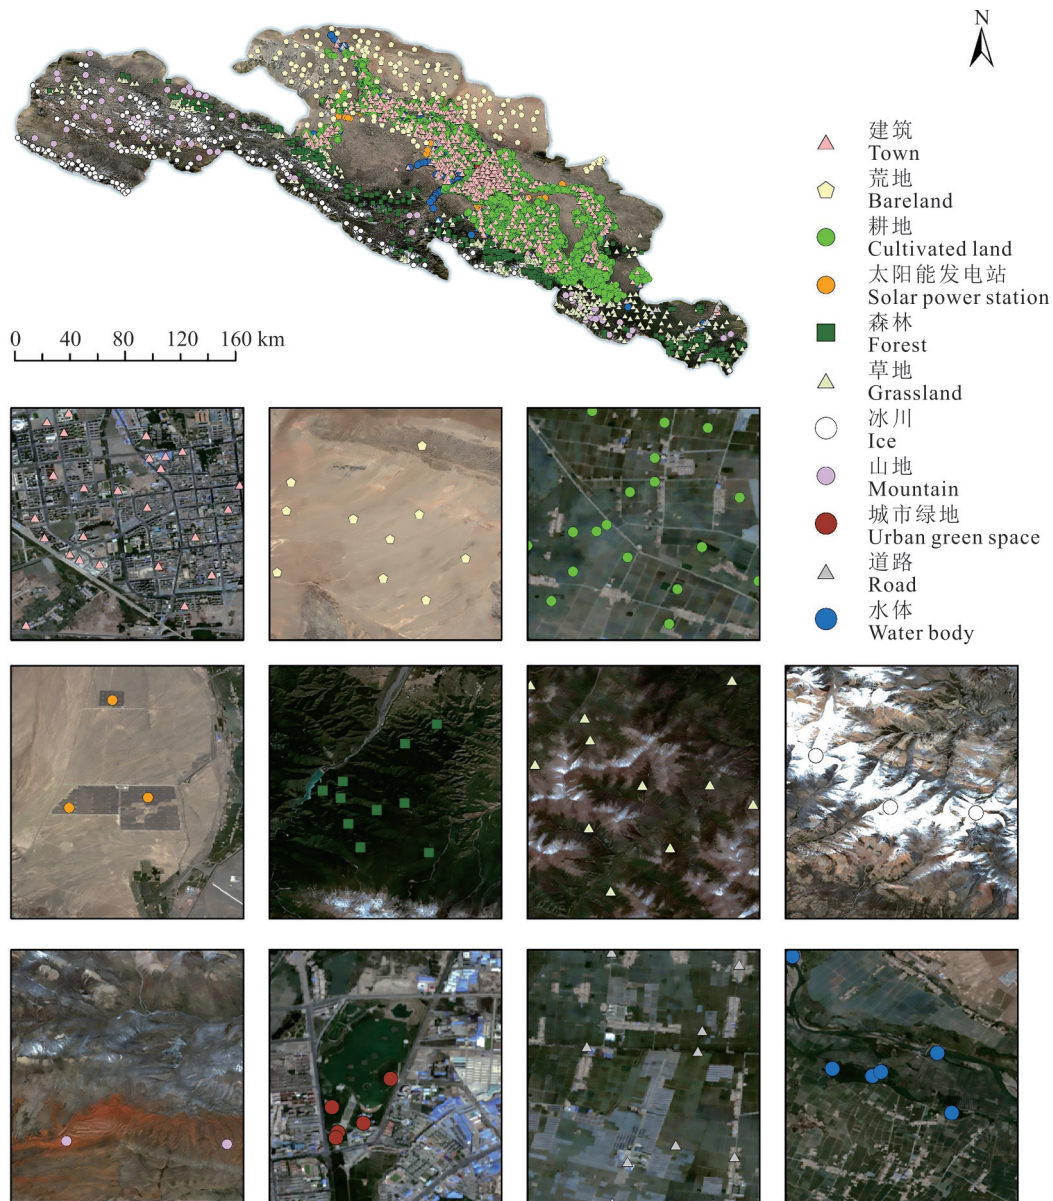 N
建筑
Town
荒地
Bareland
耕地
Cultivated land
太阳能发电站
Solar power station
森林
Forest
草地
Grassland
冰川
Ice
山地
Mountain
城市绿地
Urban green space
道路
Road
水体
Water body
0 40 80 120 160 km